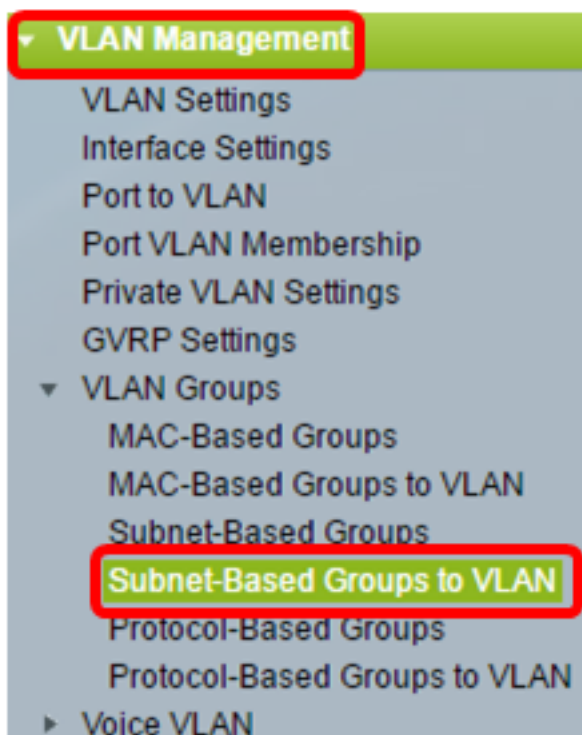 VLAN Management
VLAN Settings
Interface Settings
Port to VLAN
Port VLAN Membership
Private VLAN Settings
GVRP Settings
VLAN Groups
MAC-Based Groups
MAC-Based Groups to VLAN
Subnet-Based Groups
Subnet-Based Groups to VLAN
Protocol-Based Groups
Protocol-Based Groups to VLAN
Voice VLAN